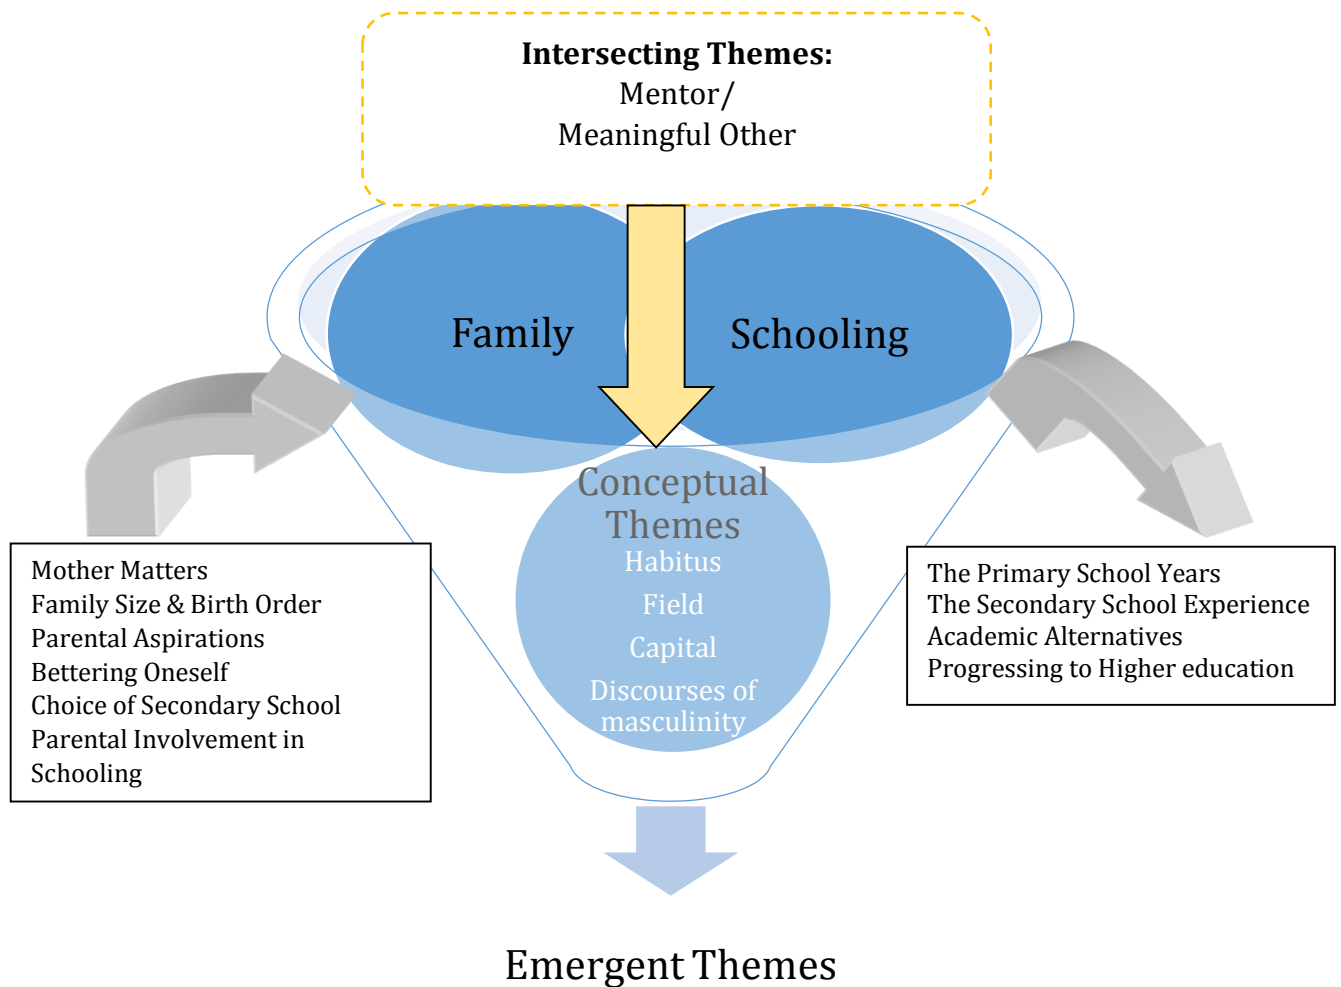 Intersecting Themes:
Mentor/
Meaningful Other
Family
Schooling
Conceptual
Themes
Habitus
Field
Capital
Discourses of
masculinity
Mother Matters
Family Size & Birth Order
Parental Aspirations
Bettering Oneself
Choice of Secondary School
Parental Involvement in
Schooling
The Primary School Years
The Secondary School Experience
Academic Alternatives
Progressing to Higher education
Emergent Themes